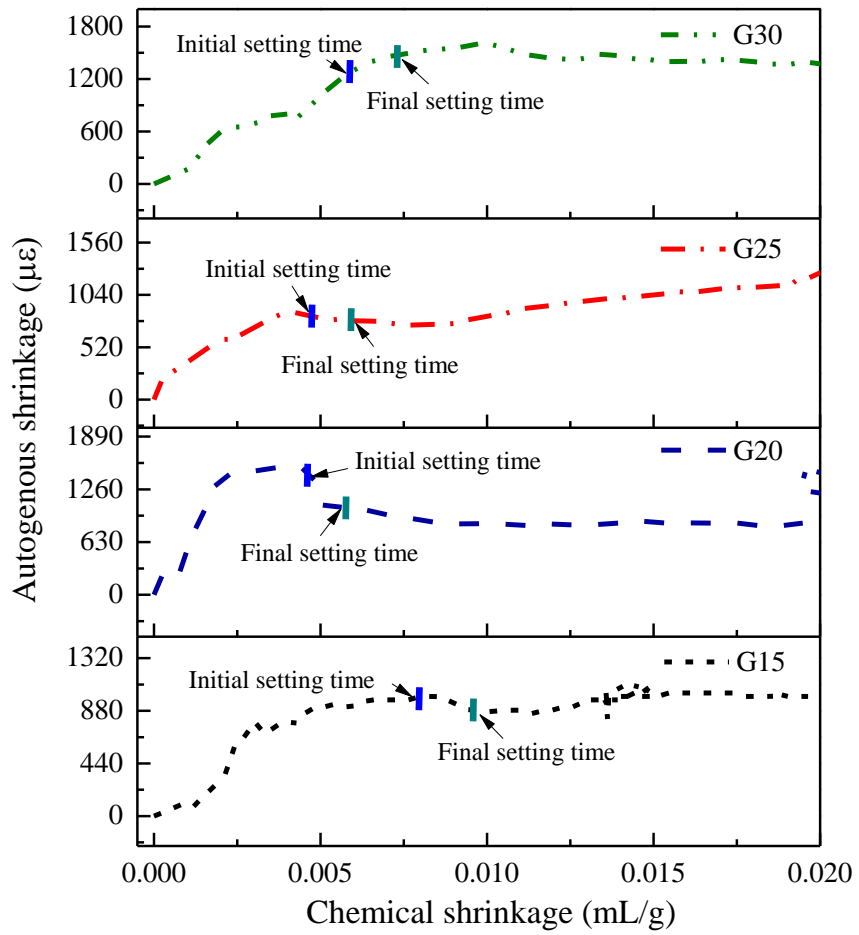 Autogenous shrinkage (με)
1800
1200
600
0
G30
Initial setting time
Final setting time
1560
1040
520
0
G25
Initial setting time
Final setting time
1890
1260
630
0
G20
Initial setting time
Final setting time
1320
880
440
0
G15
Initial setting time
Final setting time
0.000 0.005 0.010 0.015 0.020
Chemical shrinkage (mL/g)